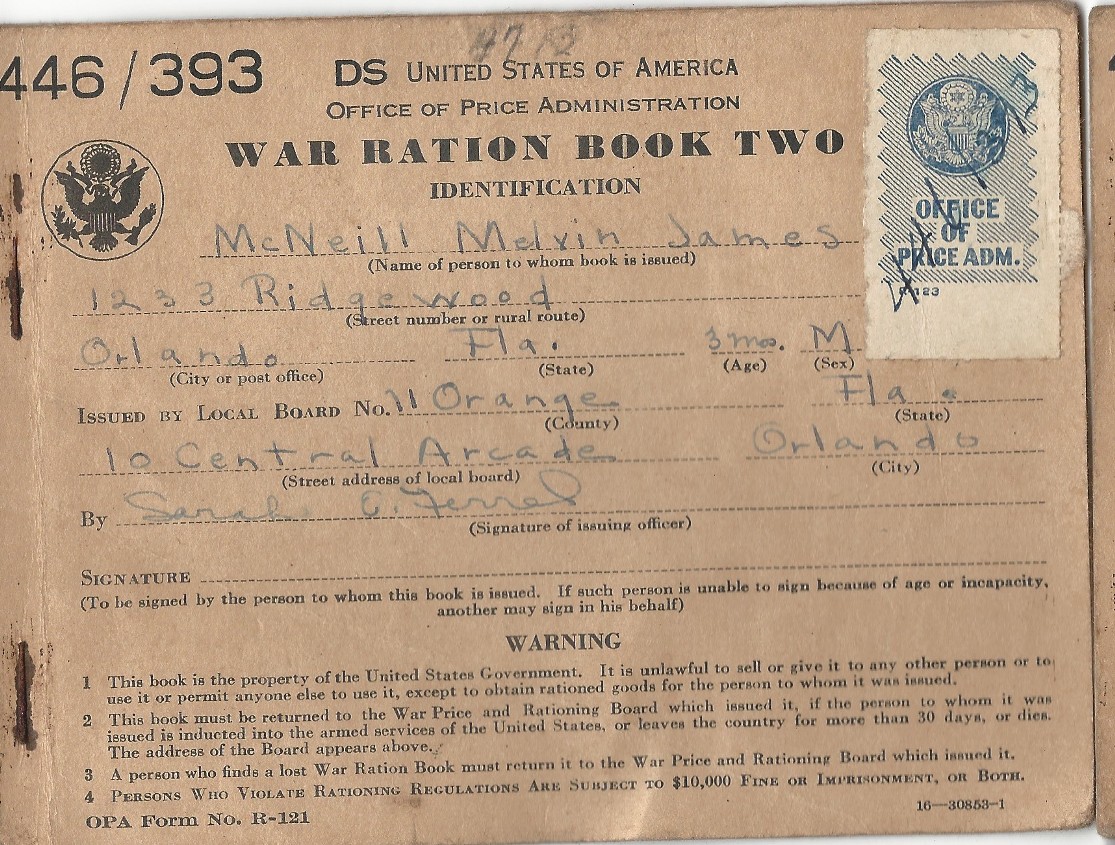 446/393
DS UNITED STATES OF AMERICA
OFFICE OF PRICE ADMINISTRATION
WAR RATION BOOK TWO
IDENTIFICATION
OFFICE
OF
PRICE ADM.
R-123
McNeill Melvin James
(Name of person to whom book is issued)
1233 Ridgewood
(Street number or rural route)
Orlando Fla. 3 mos. M
(City or post office) (State) (Age) (Sex)
ISSUED BY LOCAL BOARD NO. 11 Orange Fla.
(County) (State)
10 Central Arcade Orlando
(Street address of local board) (City)
By Sarah E. Ferrel
(Signature of issuing officer)
SIGNATURE
(To be signed by the person to whom this book is issued. If such person is unable to sign because of age or incapacity,
another may sign in his behalf)
WARNING
1 This book is the property of the United States Government. It is unlawful to sell or give it to any other person or to
use it or permit anyone else to use it, except to obtain rationed goods for the person to whom it was issued.
2 This book must be returned to the War Price and Rationing Board which issued it, if the person to whom it was
issued is inducted into the armed services of the United States, or leaves the country for more than 30 days, or dies.
The address of the Board appears above.
3 A person who finds a lost War Ration Book must return it to the War Price and Rationing Board which issued it.
4 PERSONS WHO VIOLATE RATIONING REGULATIONS ARE SUBJECT TO $10,000 FINE OR IMPRISONMENT, OR BOTH.
OPA Form No. R-121
16—30853-1